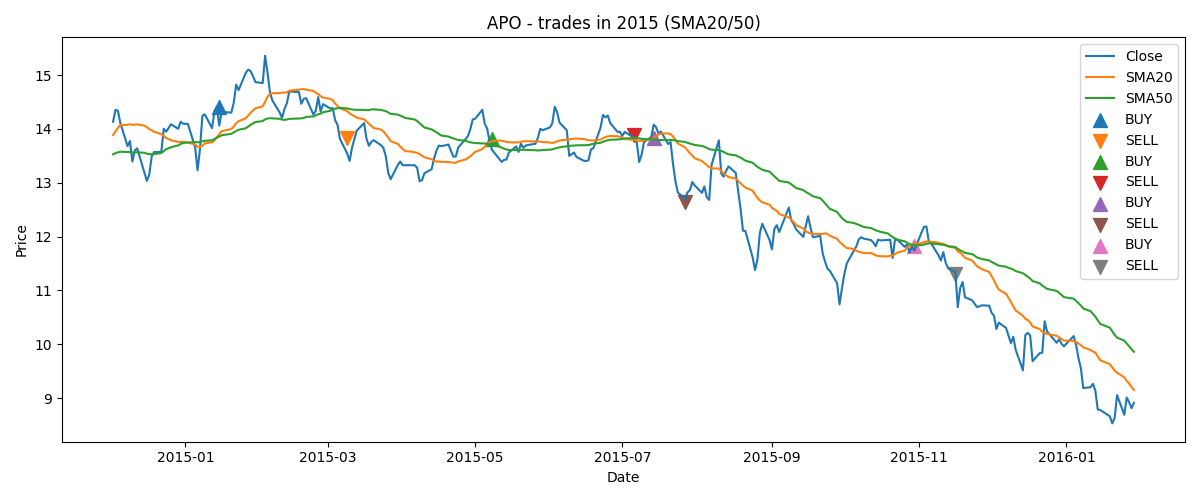 APO - trades in 2015 (SMA20/50)
Price
15
14
13
12
11
10
9
2015-01
2015-03
2015-05
2015-07
2015-09
2015-11
2016-01
Date
Close
SMA20
SMA50
BUY
SELL
BUY
SELL
BUY
SELL
BUY
SELL